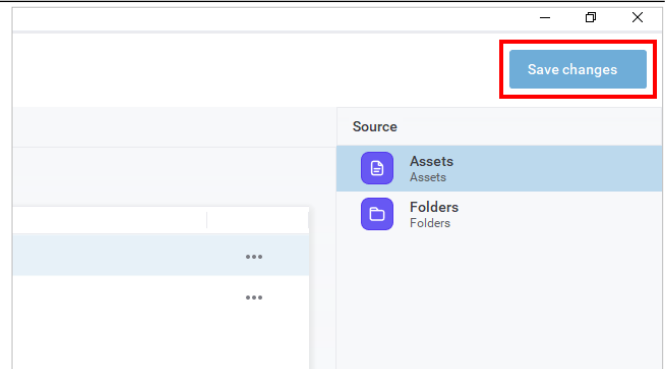 Save changes
Source
Assets
Assets
Folders
Folders